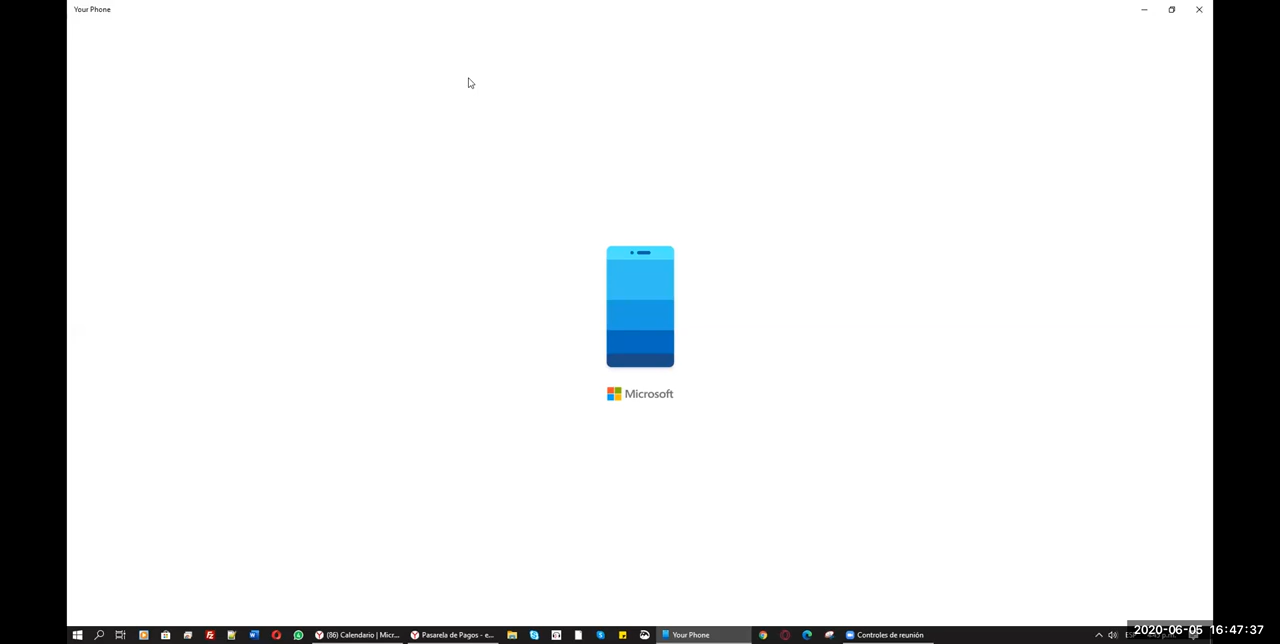 Your Phone
Microsoft
(86) Calendario | Micr...
Pasarela de Pagos - e...
Your Phone
Controles de reunión
2020-06-05 16:47:37